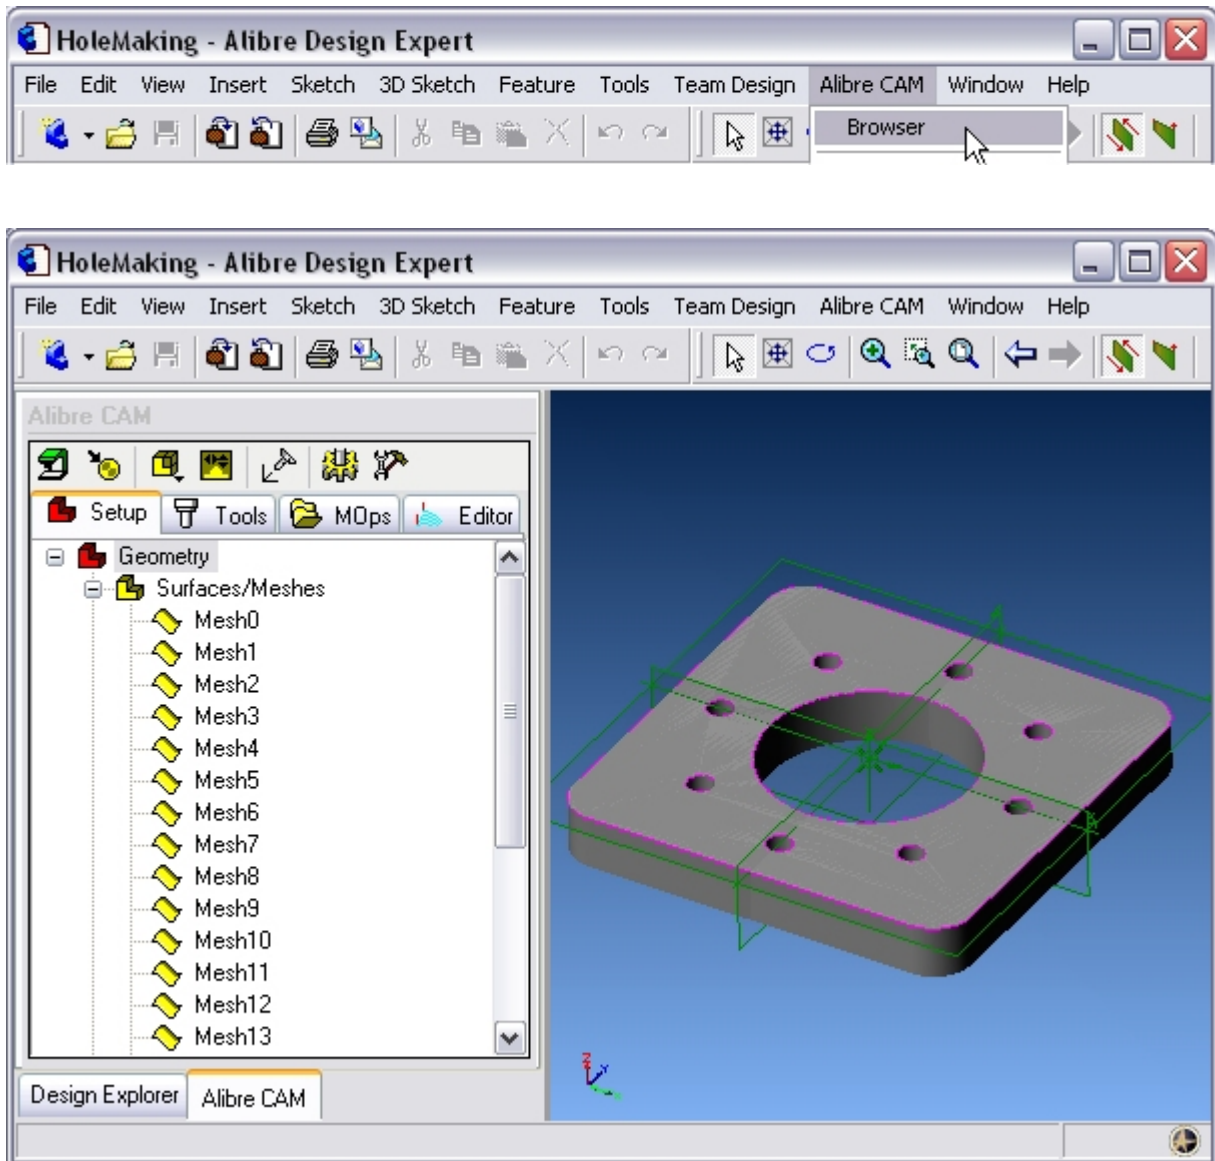 HoleMaking - Alibre Design Expert
File Edit View Insert Sketch 3D Sketch Feature Tools Team Design Alibre CAM Window Help
Browser
HoleMaking - Alibre Design Expert
File Edit View Insert Sketch 3D Sketch Feature Tools Team Design Alibre CAM Window Help
Alibre CAM
Setup Tools MOps Editor
Geometry
Surfaces/Meshes
Mesh0
Mesh1
Mesh2
Mesh3
Mesh4
Mesh5
Mesh6
Mesh7
Mesh8
Mesh9
Mesh10
Mesh11
Mesh12
Mesh13
Z
Y
Design Explorer Alibre CAM